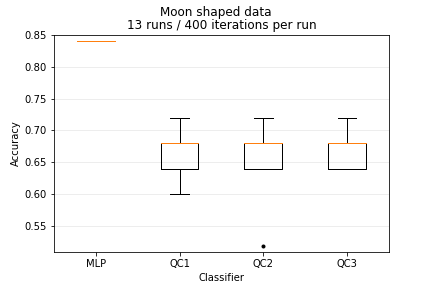 Moon shaped data
13 runs / 400 iterations per run
0.85
0.80
0.75
0.70
0.65
0.60
0.55
Accuracy
MLP QC1 QC2 QC3
Classifier